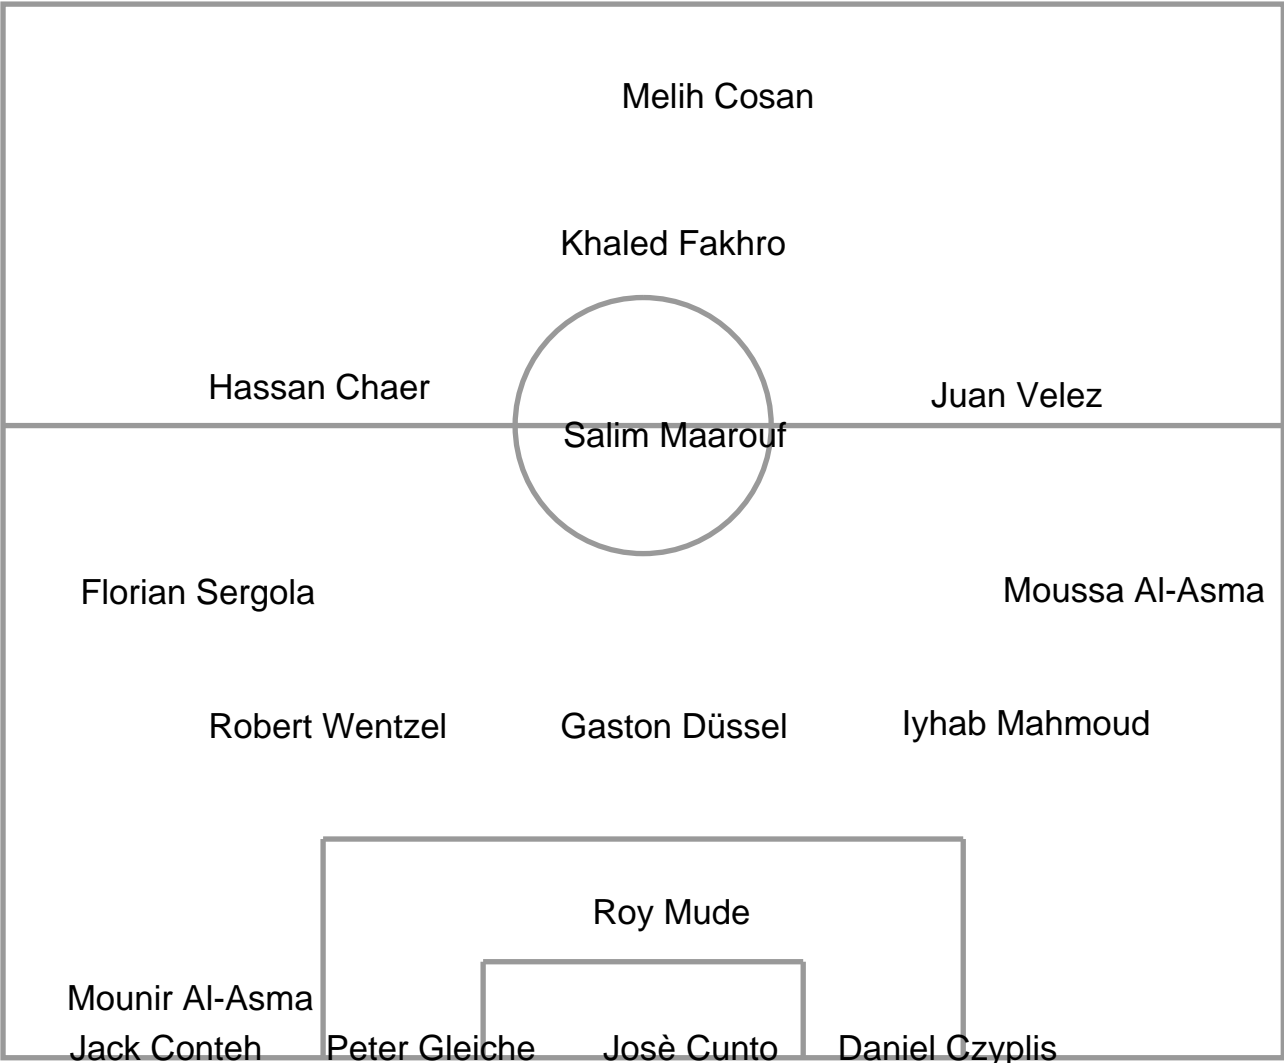 Melih Cosan
Khaled Fakhro
Hassan Chaer
Juan Velez
Salim Maarouf
Florian Sergola
Moussa Al-Asma
Robert Wentzel
Gaston Düssel
Iyhab Mahmoud
Roy Mude
Mounir Al-Asma
Jack Conteh
Peter Gleiche
Josè Cunto
Daniel Czyplis